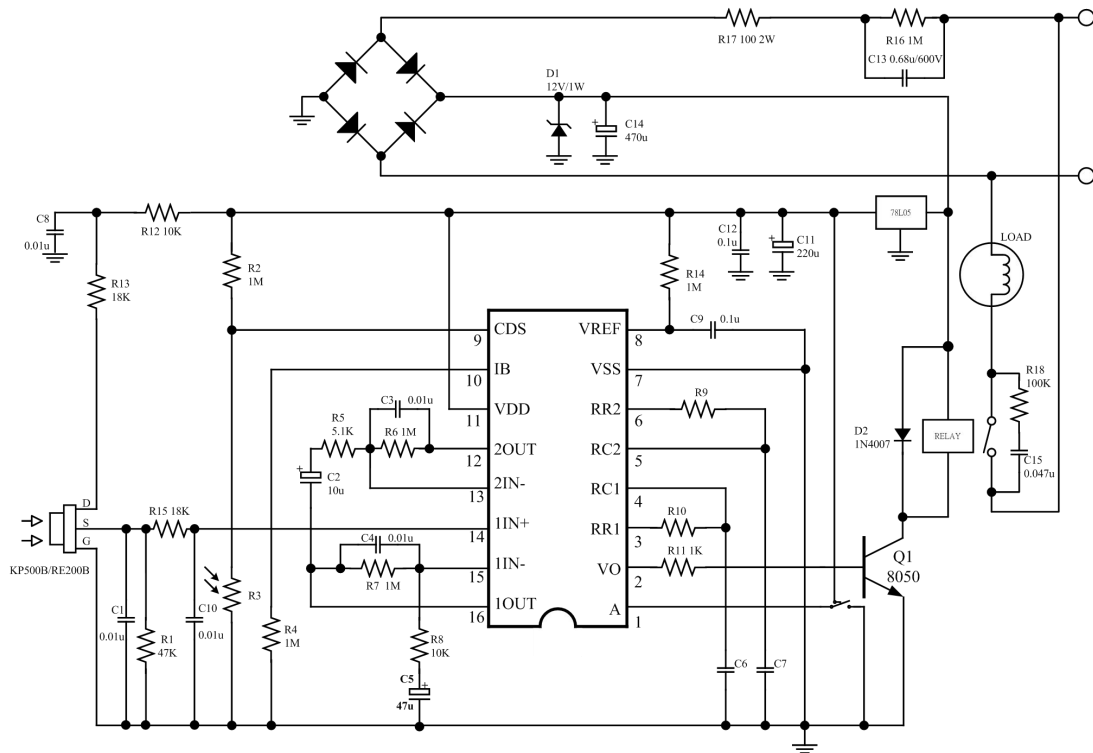 R17 100 2W
R16 1M
C13 0.68u/600V
D1
12V/1W
+
C14
470u
C8
0.01u
R12 10K
78L05
R13
18K
R2
1M
R14
1M
C12
0.1u
+
C11
220u
LOAD
CDS
9
VREF
8
C9
0.1u
IB
10
VSS
7
VDD
11
RR2
6
R9
2OUT
12
RC2
5
2IN-
13
RC1
4
1IN+
14
RR1
3
R10
1IN-
15
VO
2
R11 1K
1OUT
16
A
1
C3
0.01u
R5
5.1K
R6 1M
+
C2
10u
D2
1N4007
RELAY
R18
100K
C15
0.047u
D
S
G
R15 18K
KP500B/RE200B
C4
0.01u
R7 1M
Q1
8050
C1
0.01u
R1
47K
C10
0.01u
R3
R4
1M
R8
10K
C5
+
47u
C6
C7